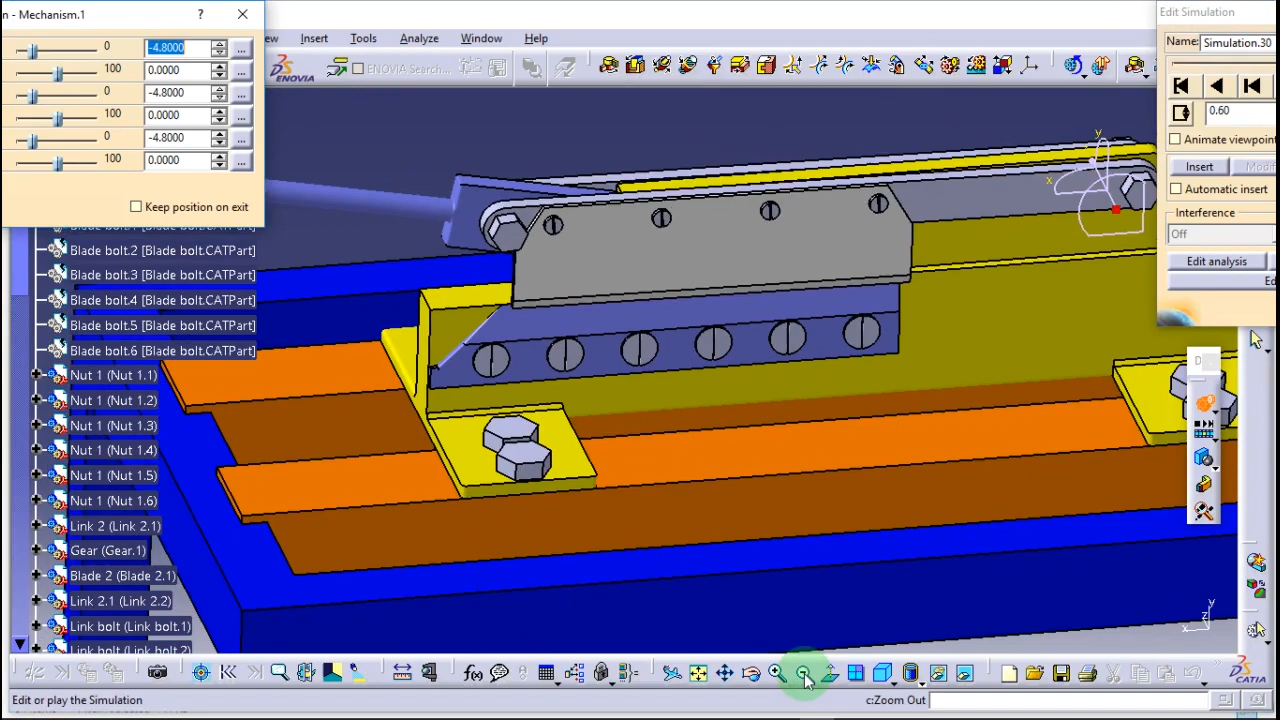 n - Mechanism.1
?
0
-4.8000
...
100
0.0000
...
0
-4.8000
...
100
0.0000
...
0
-4.8000
...
100
0.0000
...
Keep position on exit
ew
Insert
Tools
Analyze
Window
Help
ENOVIA
Search...
Edit Simulation
Name:
Simulation.30
0.60
Animate viewpoin
Insert
Modi
Automatic insert
Interference
Off
Edit analysis
Ed
y
x
Blade bolt.2 [Blade bolt.CATPart]
Blade bolt.3 [Blade bolt.CATPart]
Blade bolt.4 [Blade bolt.CATPart]
Blade bolt.5 [Blade bolt.CATPart]
Blade bolt.6 [Blade bolt.CATPart]
Nut 1 (Nut 1.1)
Nut 1 (Nut 1.2)
Nut 1 (Nut 1.3)
Nut 1 (Nut 1.4)
Nut 1 (Nut 1.5)
Nut 1 (Nut 1.6)
Link 2 (Link 2.1)
Gear (Gear.1)
Blade 2 (Blade 2.1)
Link 2.1 (Link 2.2)
Link bolt (Link bolt.1)
D
y
z
x
f(x)
CATIA
Edit or play the Simulation
c:Zoom Out